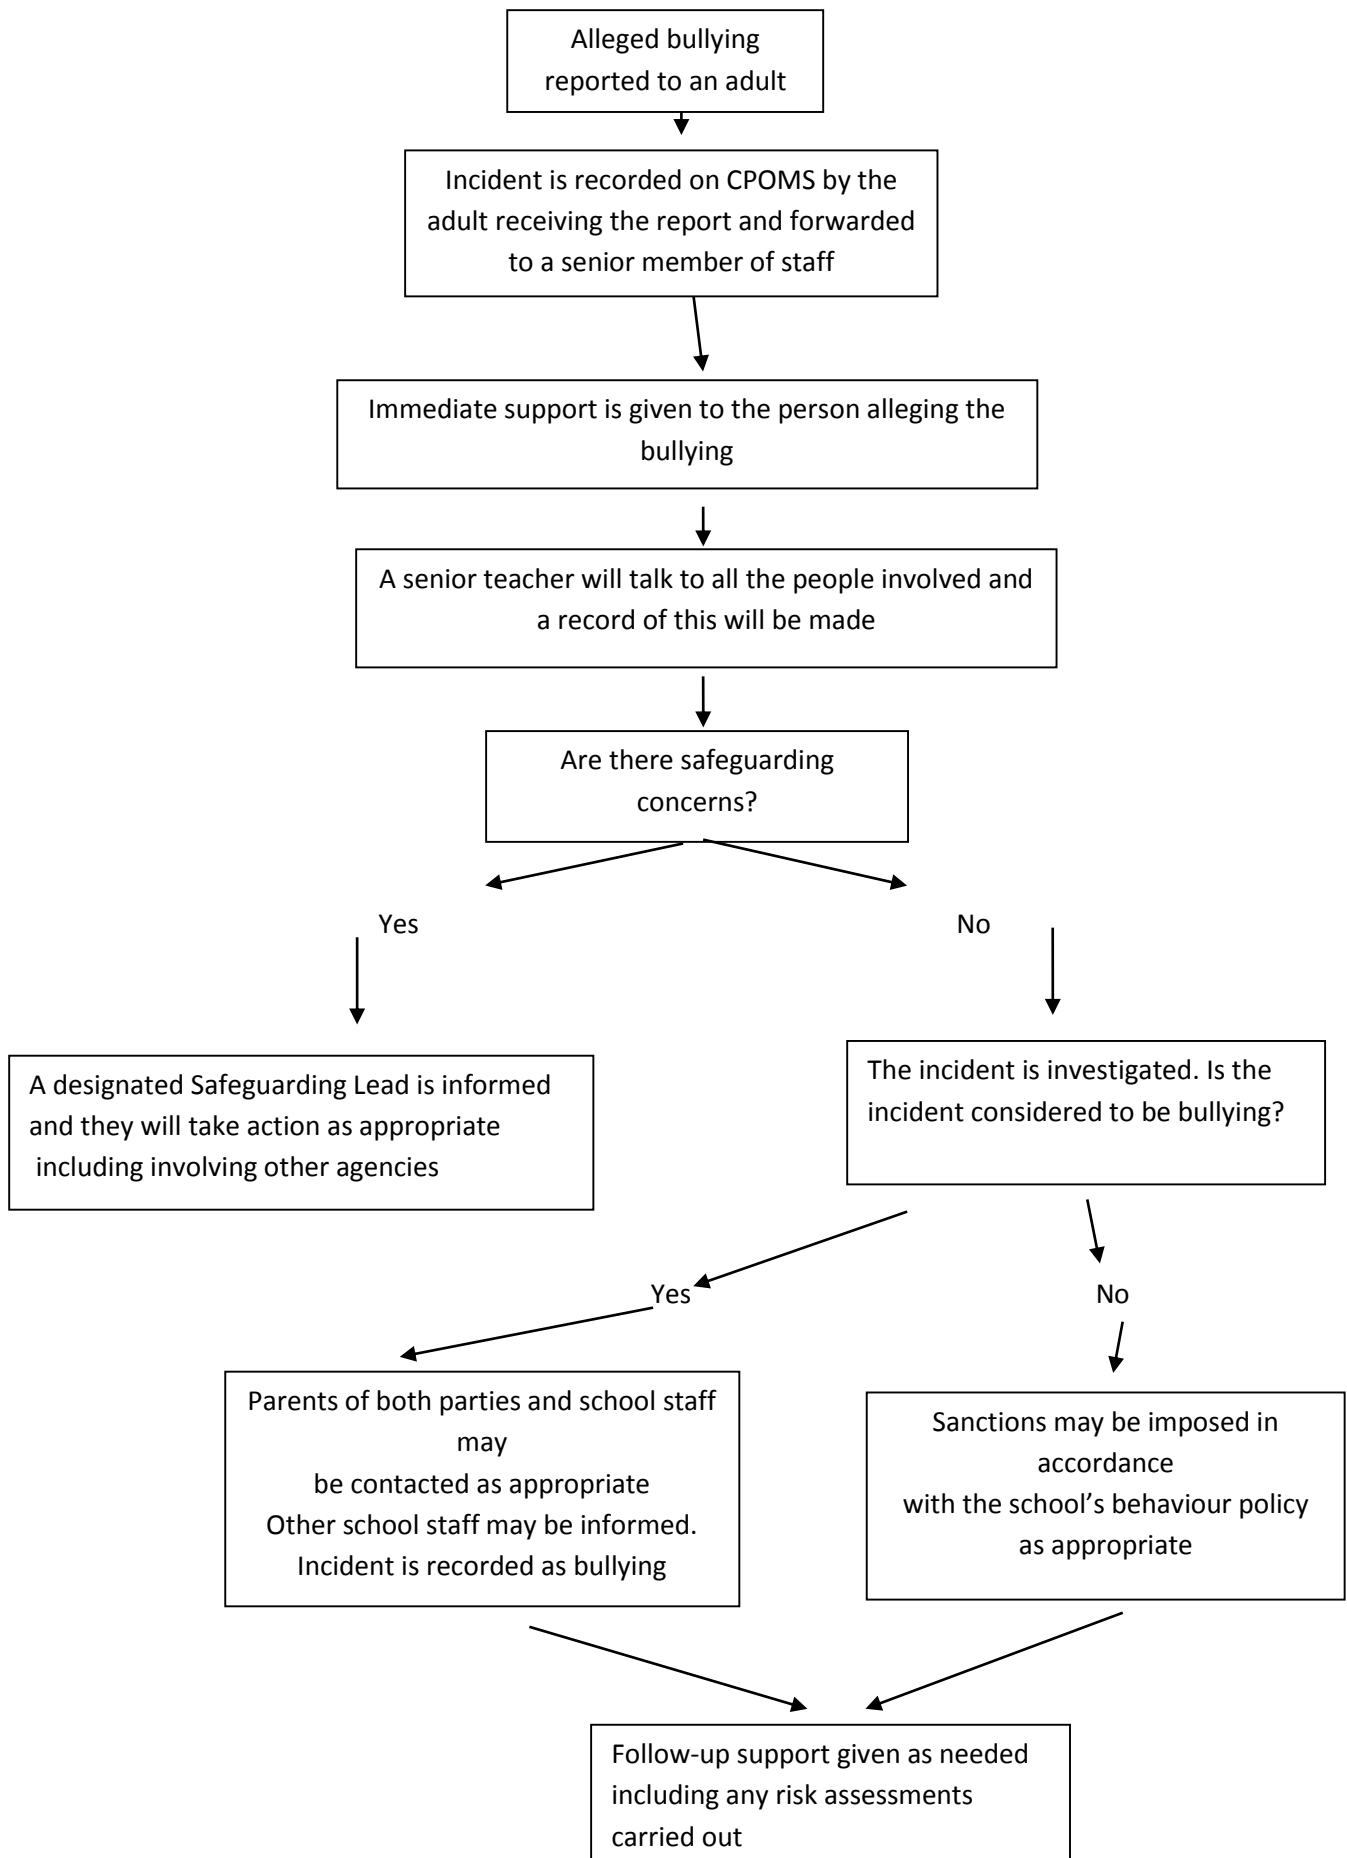 Alleged bullying
reported to an adult
Incident is recorded on CPOMS by the
adult receiving the report and forwarded
to a senior member of staff
Immediate support is given to the person alleging the
bullying
A senior teacher will talk to all the people involved and
a record of this will be made
Are there safeguarding
concerns?
Yes
No
A designated Safeguarding Lead is informed
and they will take action as appropriate
including involving other agencies
The incident is investigated. Is the
incident considered to be bullying?
Yes
No
Parents of both parties and school staff
may
be contacted as appropriate
Other school staff may be informed.
Incident is recorded as bullying
Sanctions may be imposed in
accordance
with the school’s behaviour policy
as appropriate
Follow-up support given as needed
including any risk assessments
carried out